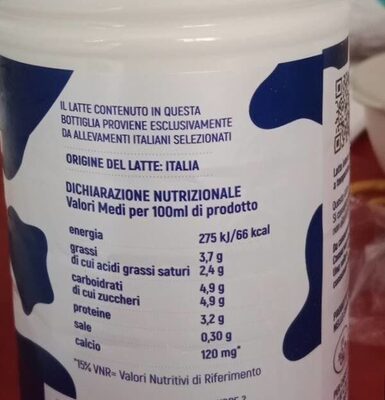 IL LATTE CONTENUTO IN QUESTA
BOTTIGLIA PROVIENE ESCLUSIVAMENTE
DA ALLEVAMENTI ITALIANI SELEZIONATI
ORIGINE DEL LATTE: ITALIA
DICHIARAZIONE NUTRIZIONALE
Valori Medi per 100ml di prodotto
energia 275 kJ/66 kcal
grassi 3,7 g
di cui acidi grassi saturi 2,4 g
carboidrati 4,9 g
di cui zuccheri 4,9 g
proteine 3,2 g
sale 0,30 g
calcio 120 mg*
*15% VNR= Valori Nutritivi di Riferimento